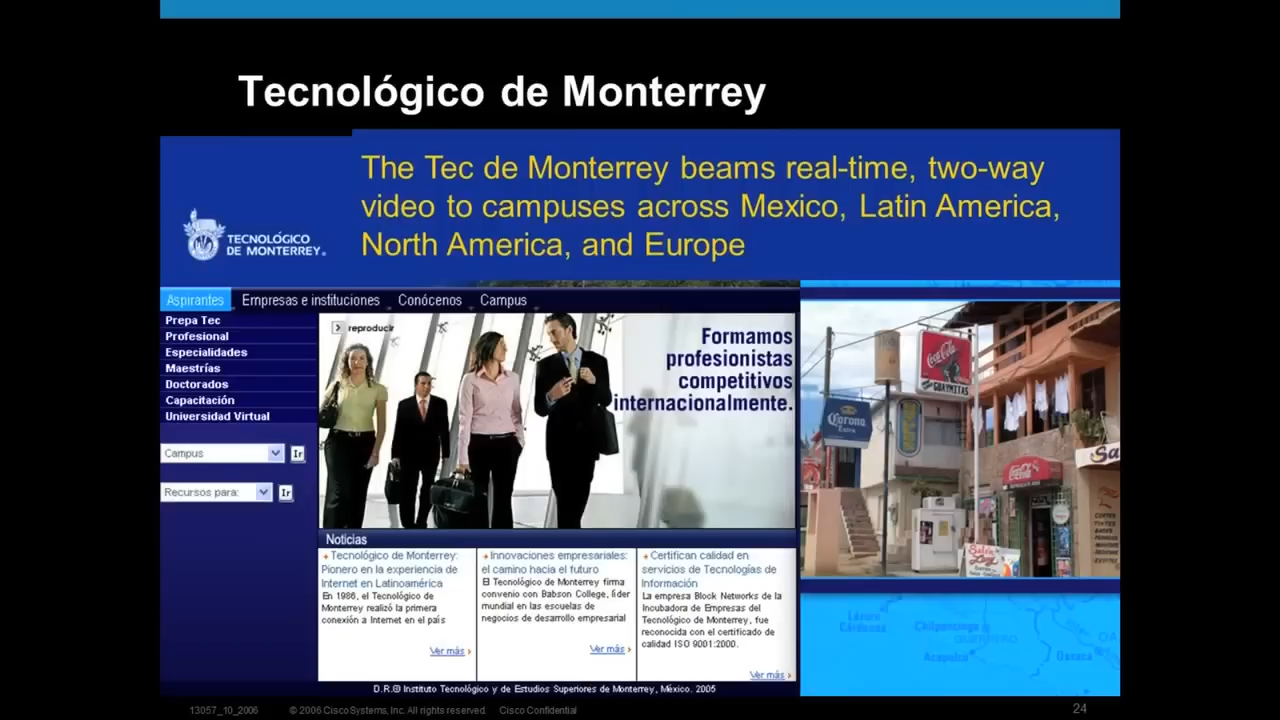 Tecnológico de Monterrey
The Tec de Monterrey beams real-time, two-way
video to campuses across Mexico, Latin America,
North America, and Europe
TECNOLÓGICO
DE MONTERREY.
Aspirantes Empresas e instituciones Conócenos Campus
Prepa Tec
Profesional
Especialidades
Maestrías
Doctorados
Capacitación
Universidad Virtual
Campus Ir
Recursos para: Ir
reproducir
Formamos
profesionistas
competitivos
internacionalmente.
Noticias
Tecnológico de Monterrey:
Pionero en la experiencia de
Internet en Latinoamérica
En 1986, el Tecnológico de
Monterrey realizó la primera
conexión a Internet en el país
Ver más
Innovaciones empresariales:
el camino hacia el futuro
El Tecnológico de Monterrey firma
convenio con Babson College, líder
mundial en las escuelas de
negocios de desarrollo empresarial
Ver más
Certifican calidad en
servicios de Tecnologías de
Información
La empresa Block Networks de la
Incubadora de Empresas del
Tecnológico de Monterrey, fue
reconocida con el certificado de
calidad ISO 9001:2000.
Ver más
D.R.© Instituto Tecnológico y de Estudios Superiores de Monterrey, México. 2005
Coca-Cola
GUAYMITAS
Corona
Extra
Coca-Cola
Lázaro
Cárdenas
Chilpancingo
GUERRERO
Acapulco
Oaxaca
OA
13057_10_2006 © 2006 Cisco Systems, Inc. All rights reserved. Cisco Confidential 24